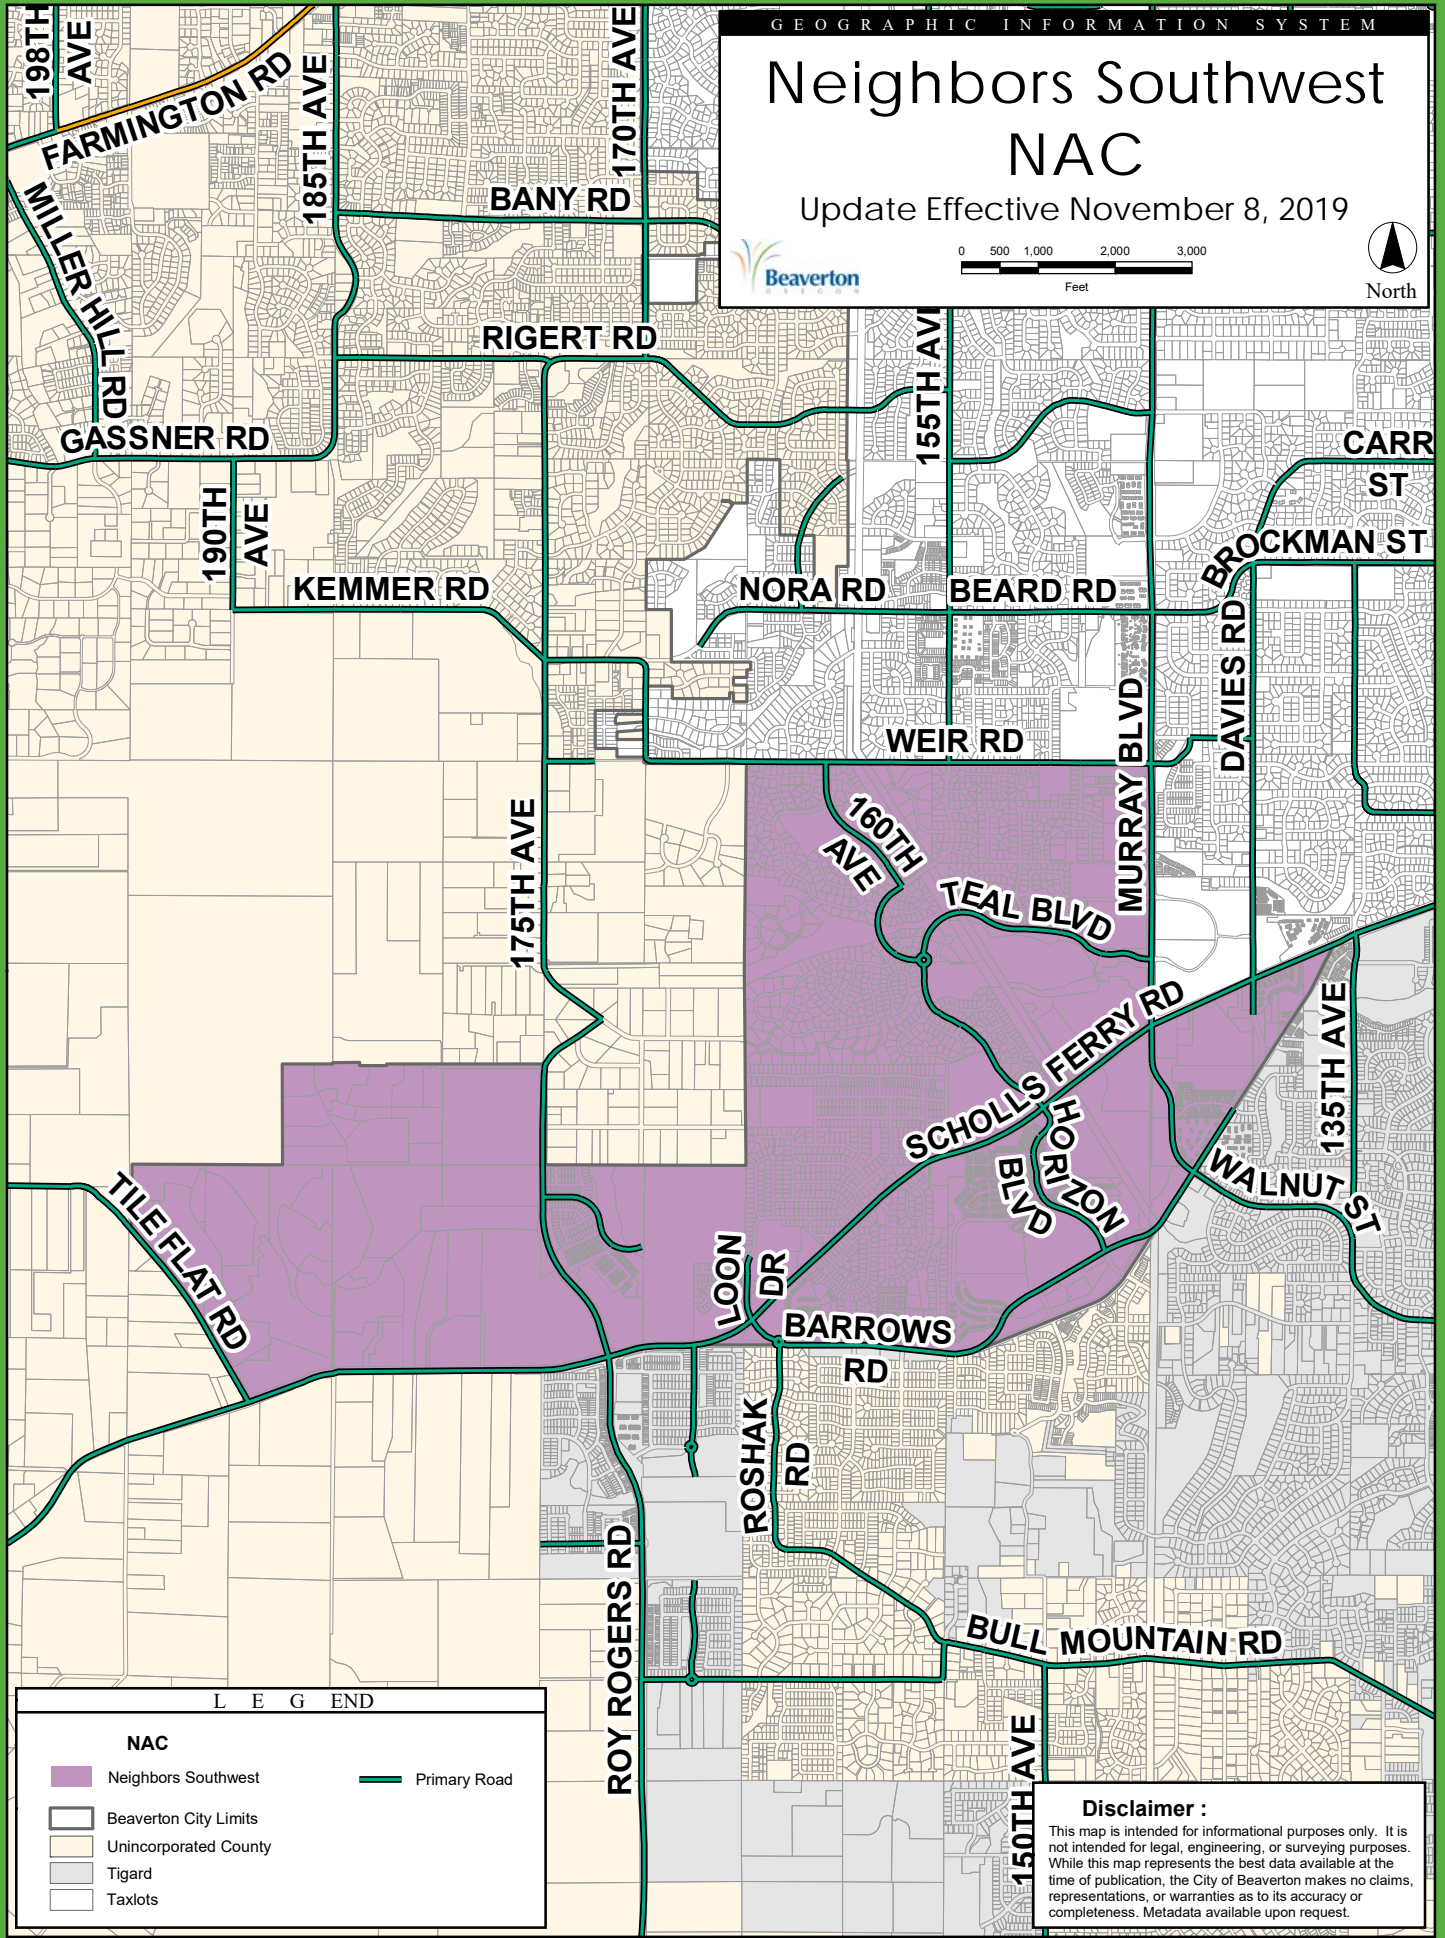 GEOGRAPHIC INFORMATION SYSTEM
Neighbors Southwest
NAC
Update Effective November 8, 2019
Beaverton
OREGON
0 500 1,000 2,000 3,000
Feet
North
198TH
AVE
FARMINGTON RD
185TH AVE
170TH AVE
BANY RD
MILLER HILL RD
RIGERT RD
155TH AVE
GASSNER RD
CARR
ST
190TH
AVE
BROCKMAN ST
KEMMER RD
NORA RD
BEARD RD
DAVIES RD
WEIR RD
MURRAY BLVD
175TH AVE
160TH
AVE
TEAL BLVD
SCHOLLS FERRY RD
135TH AVE
HORIZON
BLVD
WALNUT ST
TILE FLAT RD
LOON
DR
BARROWS
RD
ROSHAK
RD
ROY ROGERS RD
BULL MOUNTAIN RD
150TH AVE
LEGEND
NAC
Neighbors Southwest
Primary Road
Beaverton City Limits
Unincorporated County
Tigard
Taxlots
Disclaimer :
This map is intended for informational purposes only. It is
not intended for legal, engineering, or surveying purposes.
While this map represents the best data available at the
time of publication, the City of Beaverton makes no claims,
representations, or warranties as to its accuracy or
completeness. Metadata available upon request.